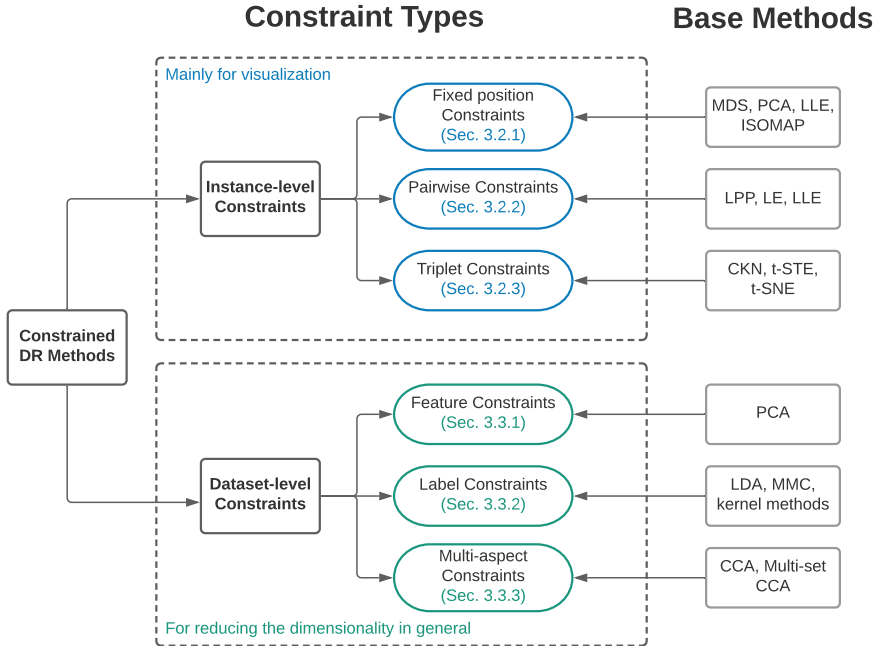 Constraint Types
Base Methods
Mainly for visualization
Fixed position
Constraints
(Sec. 3.2.1)
MDS, PCA, LLE,
ISOMAP
Instance-level
Constraints
Pairwise Constraints
(Sec. 3.2.2)
LPP, LE, LLE
Triplet Constraints
(Sec. 3.2.3)
CKN, t-STE,
t-SNE
Constrained
DR Methods
Feature Constraints
(Sec. 3.3.1)
PCA
Dataset-level
Constraints
Label Constraints
(Sec. 3.3.2)
LDA, MMC,
kernel methods
Multi-aspect
Constraints
(Sec. 3.3.3)
CCA, Multi-set
CCA
For reducing the dimensionality in general